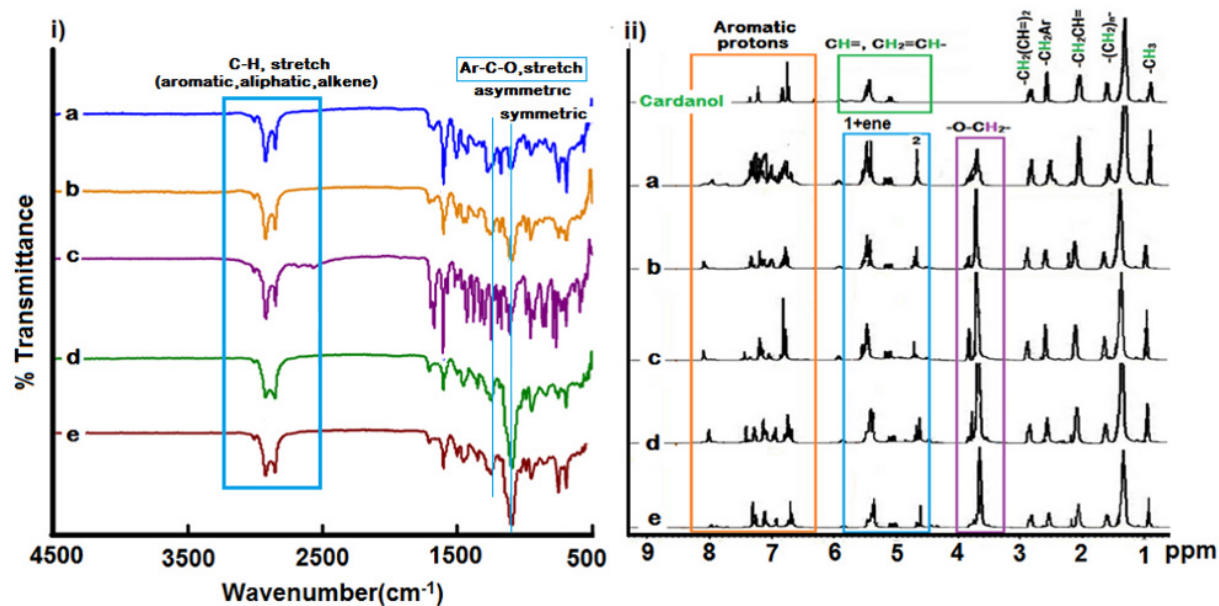 i)
C-H, stretch
(aromatic,aliphatic,alkene)
Ar-C-O,stretch
asymmetric
symmetric
a
b
c
d
e
% Transmittance
4500 3500 2500 1500 500
Wavenumber(cm-1)
ii)
Aromatic
protons
CH=, CH₂=CH-
-CH₂(CH=)₂
-CH₂Ar
-CH₂CH=
-(CH₂)ₙ-
-CH₃
Cardanol
1+ene
2
-O-CH₂-
a
b
c
d
e
9 8 7 6 5 4 3 2 1 ppm